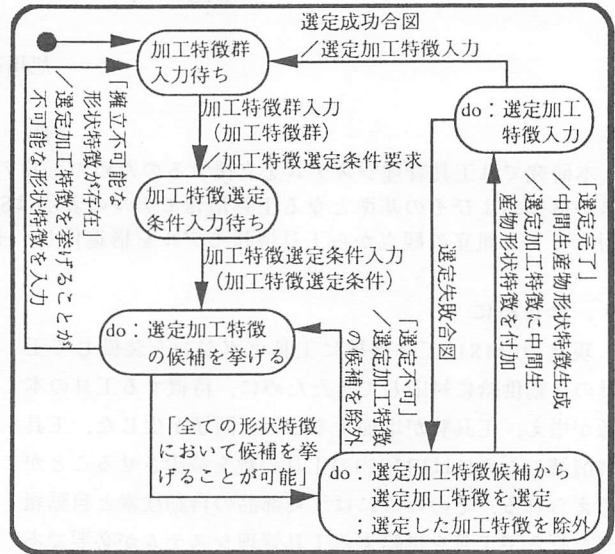 選定成功合図
／選定加工特徴入力
加工特徴群
入力待ち
do：選定加工
特徴入力
加工特徴群入力
（加工特徴群）
／加工特徴選定条件要求
「擁立不可能な
形状特徴が存在」
／選定加工特徴を挙げることが
不可能な形状特徴を入力
加工特徴選定
条件入力待ち
加工特徴選定条件入力
（加工特徴選定条件）
選定失敗合図
「選定完了」
／中間生産物形状特徴生成
／選定加工特徴に中間生
産物形状特徴を付加
do：選定加工特徴
の候補を挙げる
「選定不可」
／選定加工特徴
の候補を除外
「全ての形状特徴
において候補を挙
げることが可能」
do：選定加工特徴候補から
選定加工特徴を選定
；選定した加工特徴を除外